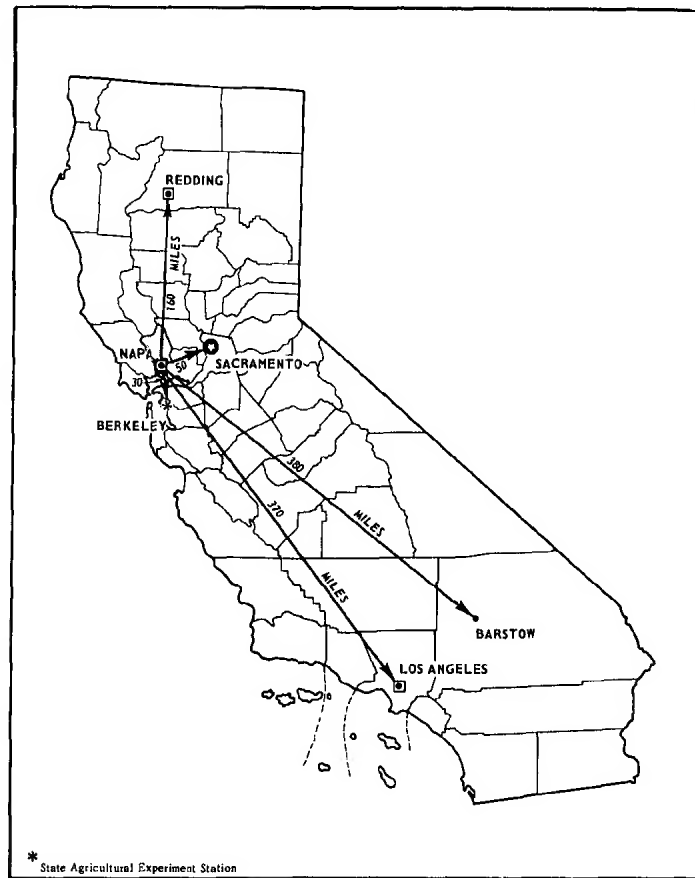 REDDING
160 MILES
NAPA
50
SACRAMENTO
30
*
BERKELEY
380 MILES
370 MILES
BARSTOW
LOS ANGELES
* State Agricultural Experiment Station